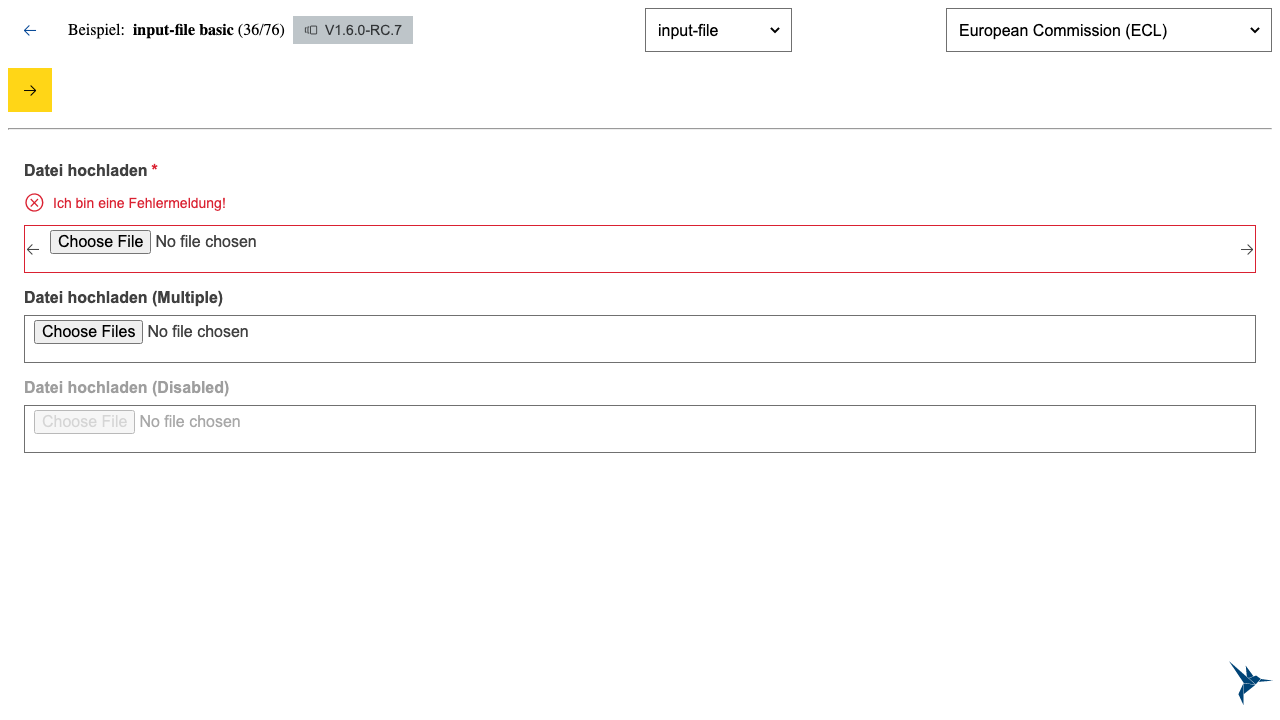 Beispiel: input-file basic (36/76) V1.6.0-RC.7 input-file European Commission (ECL)
Datei hochladen *
Ich bin eine Fehlermeldung!
Choose File No file chosen
Datei hochladen (Multiple)
Choose Files No file chosen
Datei hochladen (Disabled)
Choose File No file chosen